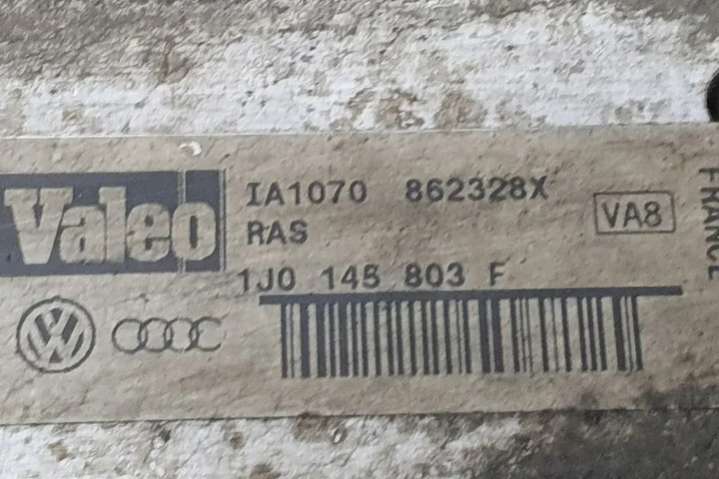 Valeo
IA1070 862328X
RAS
VA8
FRANCE
1J0 145 803 F